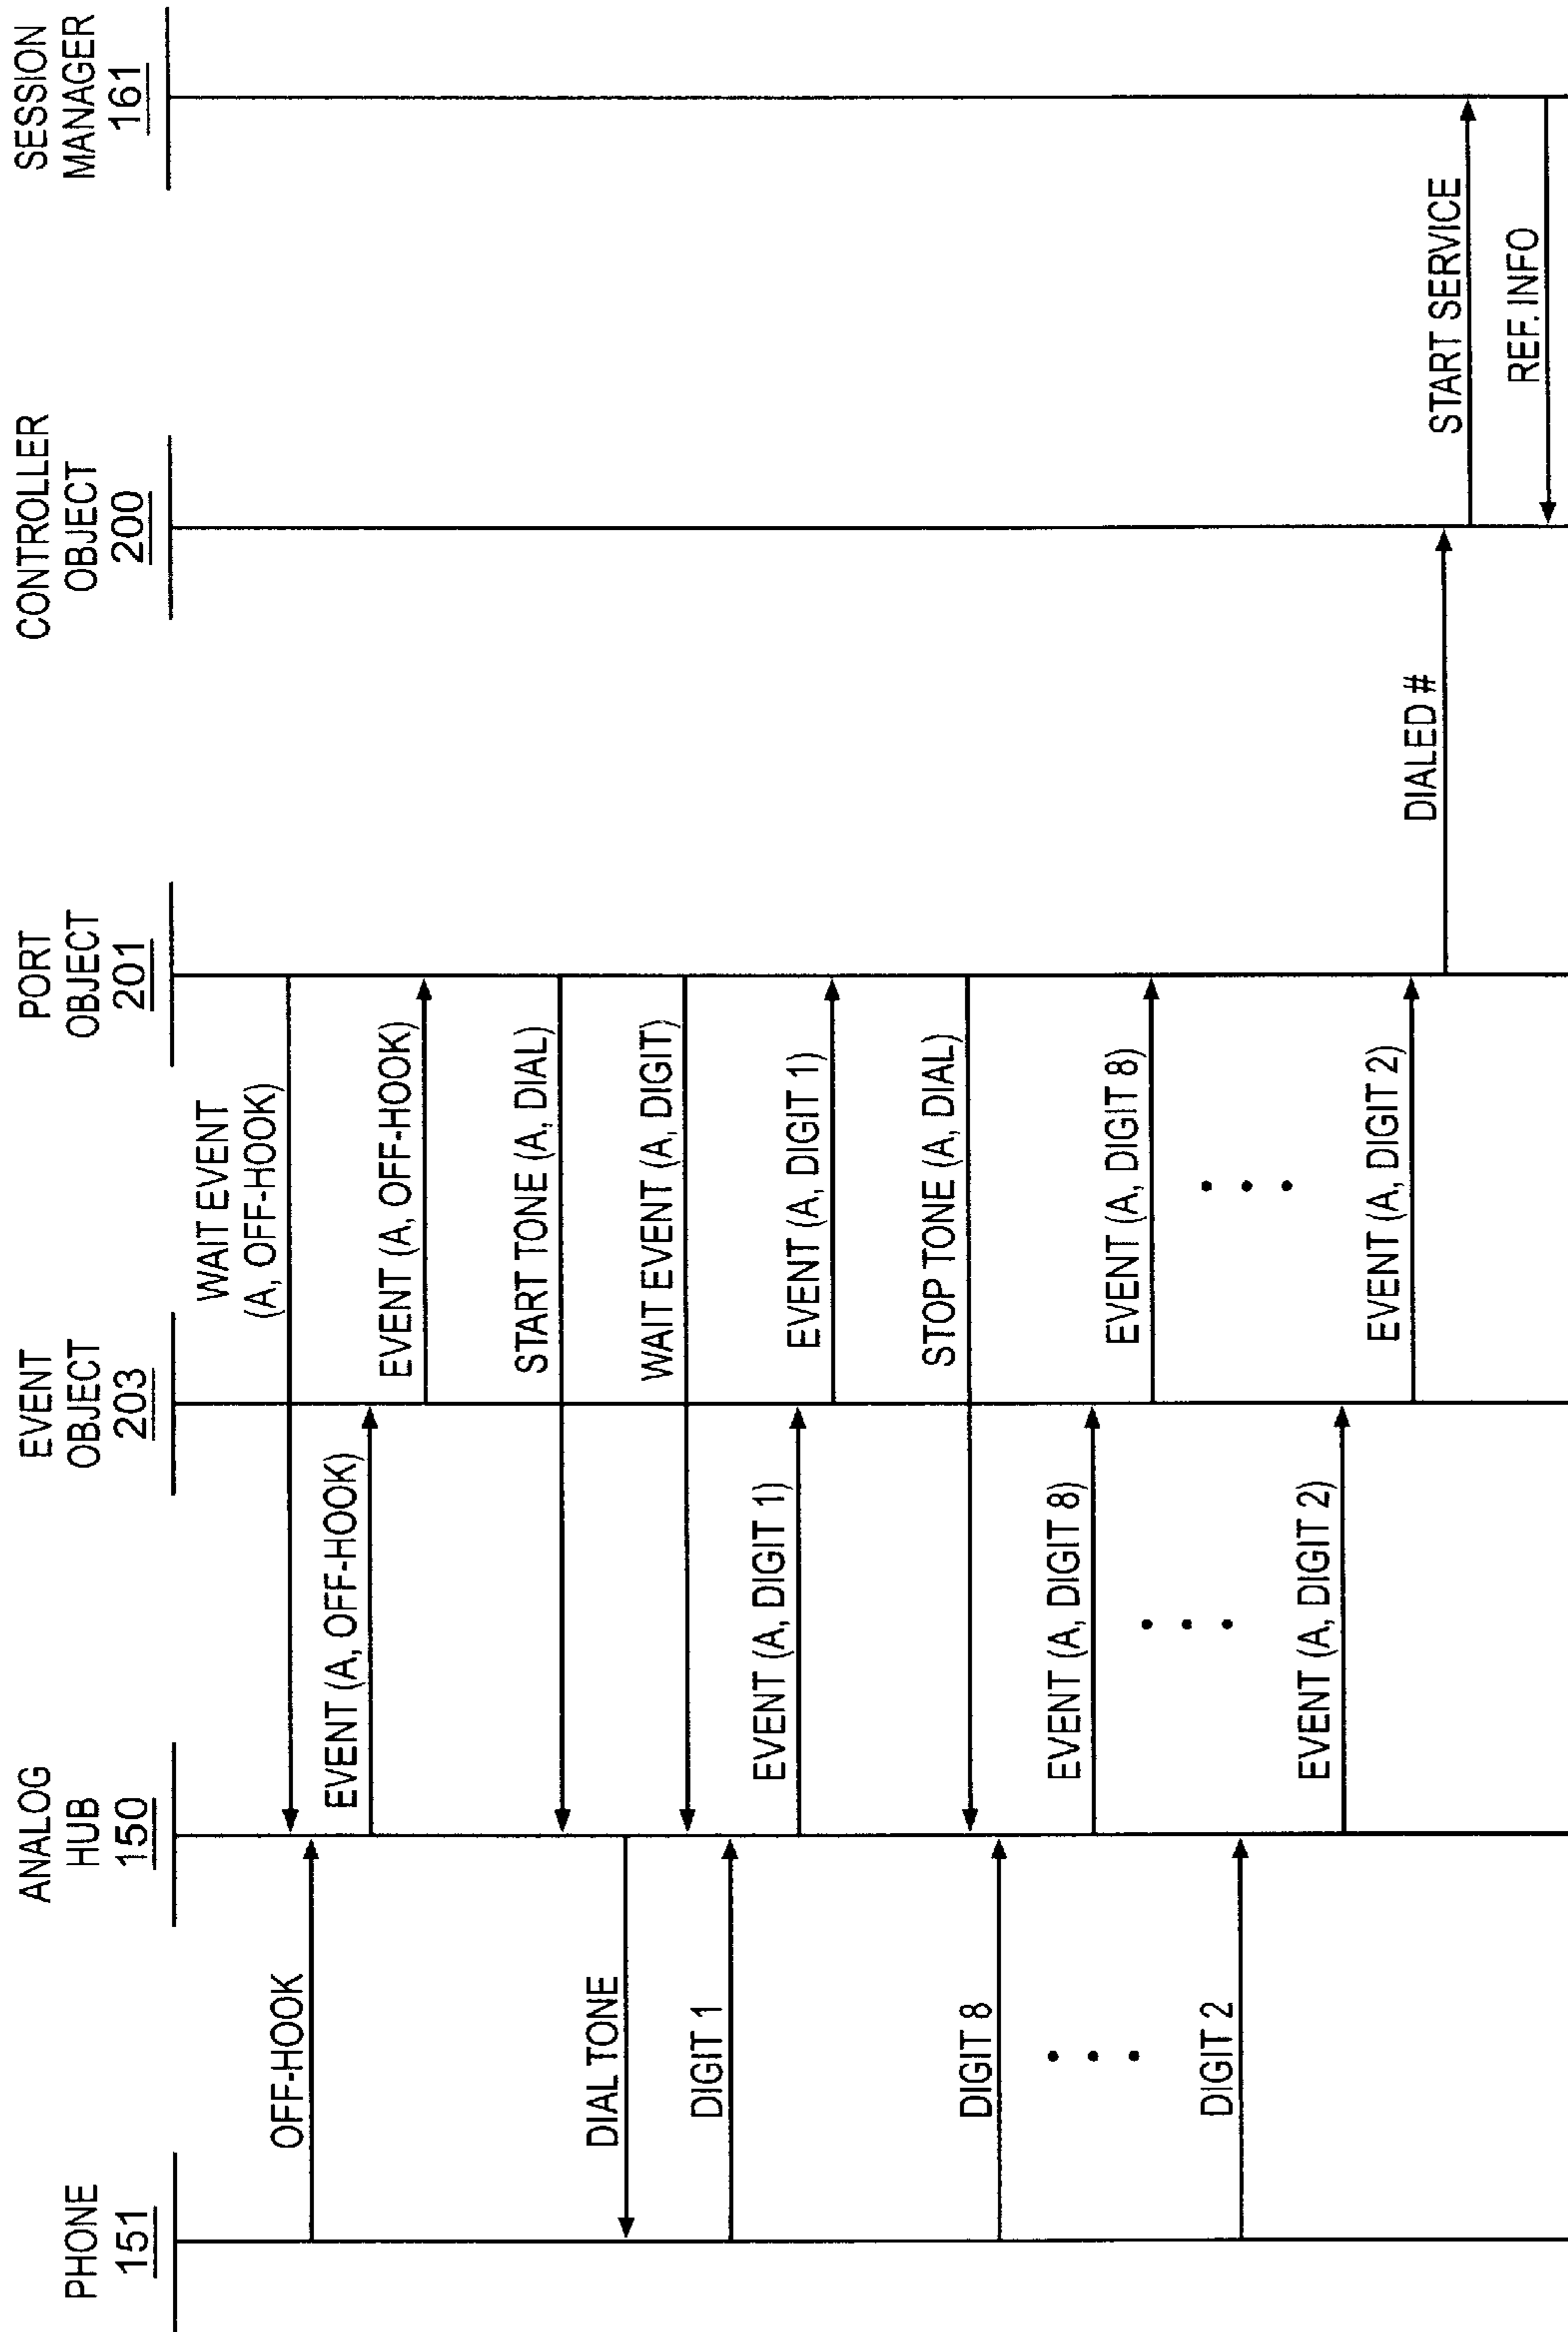 PHONE
151
ANALOG
HUB
150
EVENT
OBJECT
203
PORT
OBJECT
201
CONTROLLER
OBJECT
200
SESSION
MANAGER
161
WAIT EVENT
(A, OFF-HOOK)
OFF-HOOK
EVENT (A, OFF-HOOK)
EVENT (A, OFF-HOOK)
START TONE (A, DIAL)
DIAL TONE
WAIT EVENT (A, DIGIT)
DIGIT 1
EVENT (A, DIGIT 1)
EVENT (A, DIGIT 1)
STOP TONE (A, DIAL)
DIGIT 8
EVENT (A, DIGIT 8)
EVENT (A, DIGIT 8)
DIGIT 2
EVENT (A, DIGIT 2)
EVENT (A, DIGIT 2)
DIALED #
START SERVICE
REF. INFO